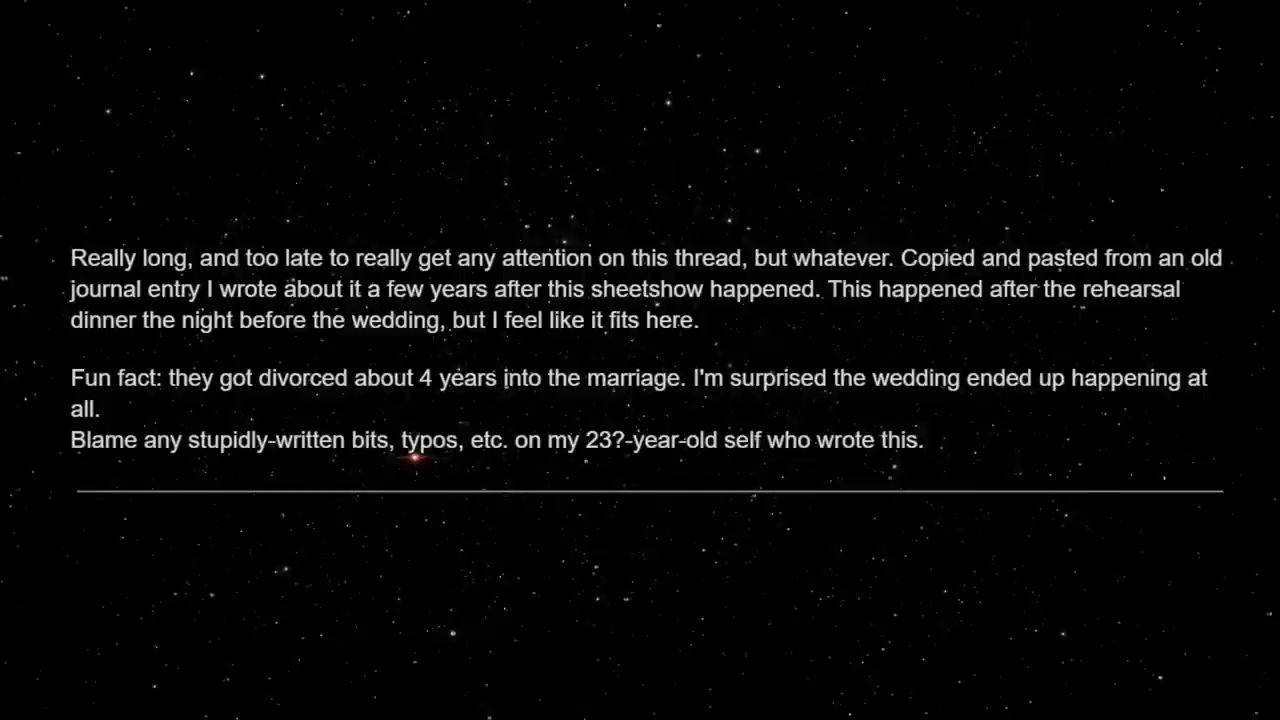 Really long, and too late to really get any attention on this thread, but whatever. Copied and pasted from an old
journal entry I wrote about it a few years after this sheetshow happened. This happened after the rehearsal
dinner the night before the wedding, but I feel like it fits here.
Fun fact: they got divorced about 4 years into the marriage. I'm surprised the wedding ended up happening at
all.
Blame any stupidly-written bits, typos, etc. on my 23?-year-old self who wrote this.